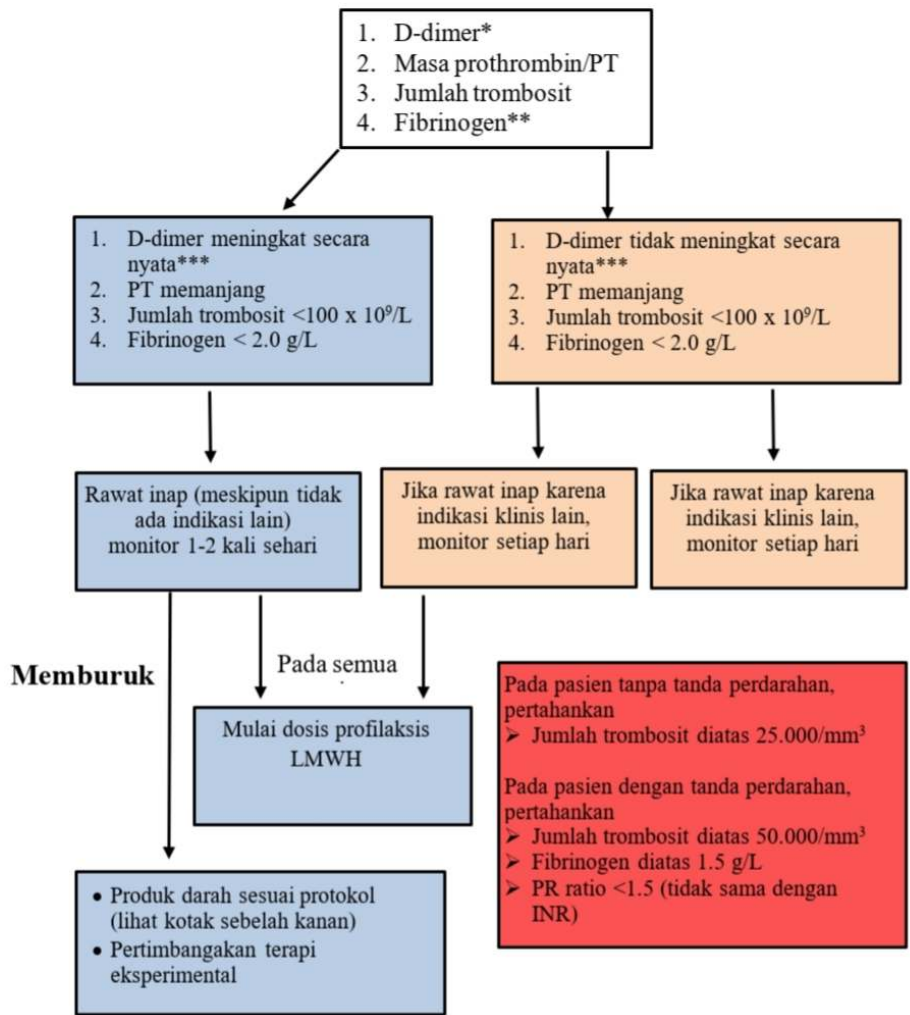 1. D-dimer*
2. Masa prothrombin/PT
3. Jumlah trombosit
4. Fibrinogen**
1. D-dimer meningkat secara
nyata***
2. PT memanjang
3. Jumlah trombosit <100 x 10⁹/L
4. Fibrinogen < 2.0 g/L
1. D-dimer tidak meningkat secara
nyata***
2. PT memanjang
3. Jumlah trombosit <100 x 10⁹/L
4. Fibrinogen < 2.0 g/L
Rawat inap (meskipun tidak
ada indikasi lain)
monitor 1-2 kali sehari
Jika rawat inap karena
indikasi klinis lain,
monitor setiap hari
Jika rawat inap karena
indikasi klinis lain,
monitor setiap hari
Memburuk
Pada semua
Mulai dosis profilaksis
LMWH
Pada pasien tanpa tanda perdarahan,
pertahankan
➢ Jumlah trombosit diatas 25.000/mm³
Pada pasien dengan tanda perdarahan,
pertahankan
➢ Jumlah trombosit diatas 50.000/mm³
➢ Fibrinogen diatas 1.5 g/L
➢ PR ratio <1.5 (tidak sama dengan
INR)
• Produk darah sesuai protokol
(lihat kotak sebelah kanan)
• Pertimbangakan terapi
eksperimental